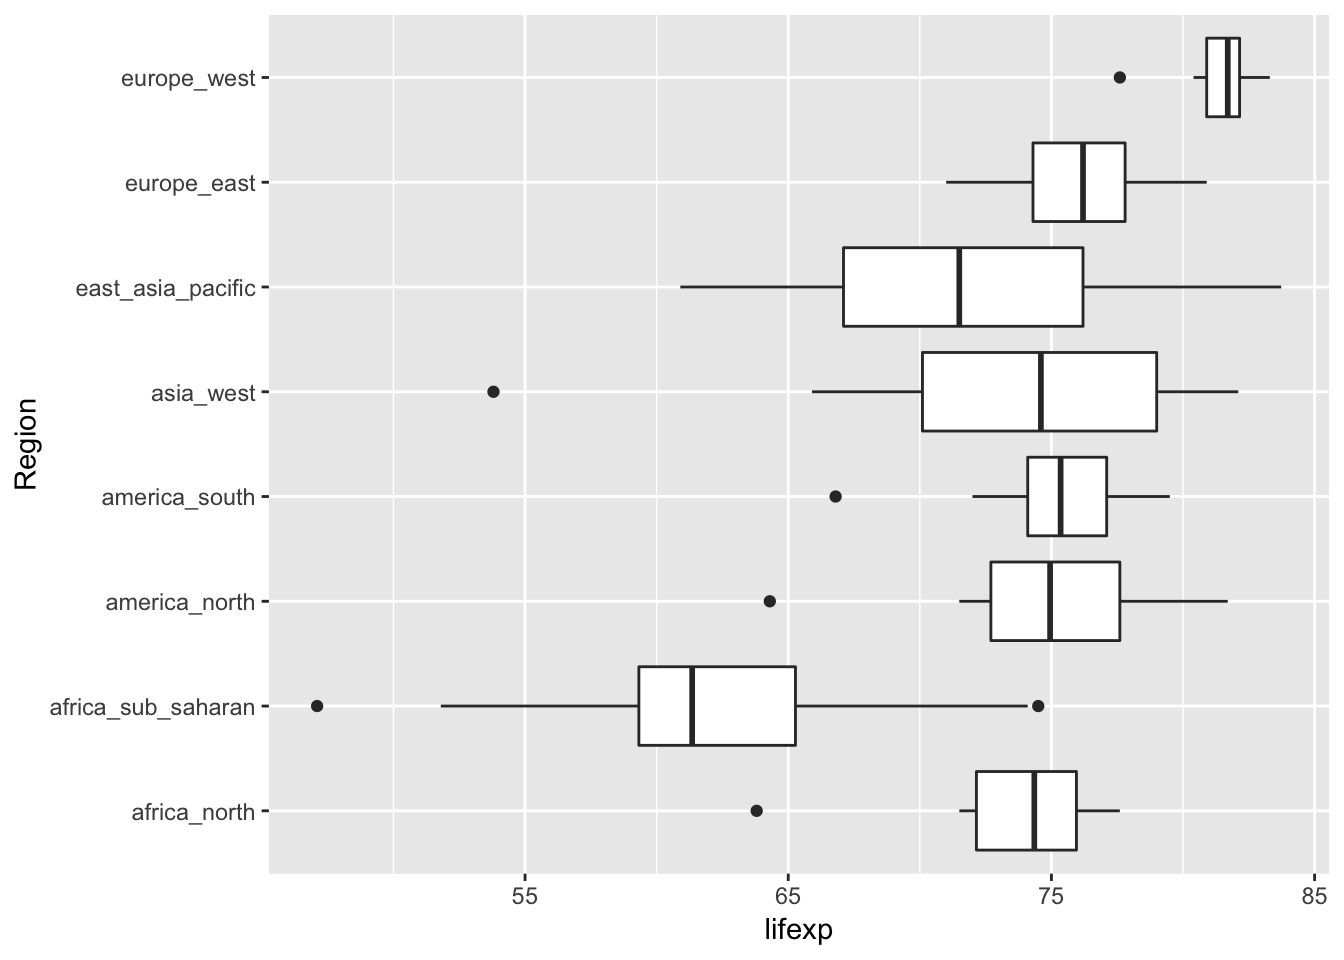 europe_west
europe_east
east_asia_pacific
asia_west
america_south
america_north
africa_sub_saharan
africa_north
Region
55 65 75 85
lifexp